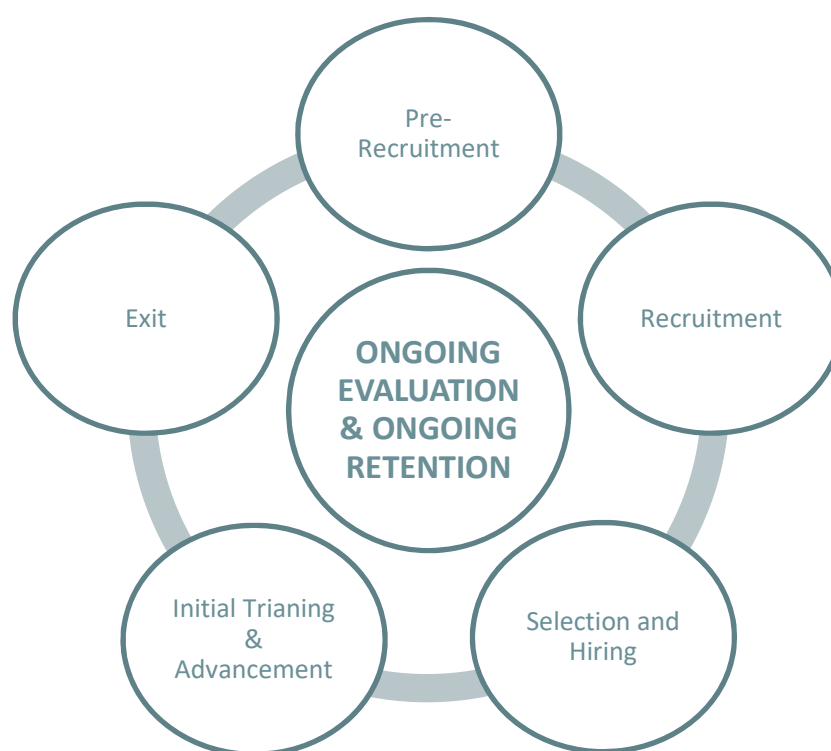 Pre-
Recruitment
Exit
Recruitment
ONGOING
EVALUATION
& ONGOING
RETENTION
Initial Trianing
&
Advancement
Selection and
Hiring